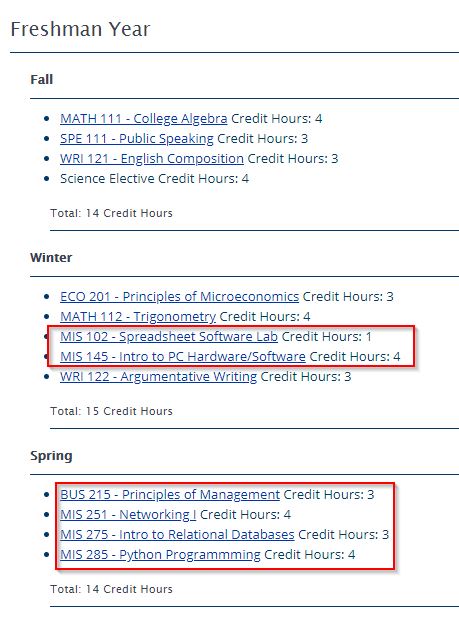 Freshman Year
Fall
MATH 111 - College Algebra Credit Hours: 4
SPE 111 - Public Speaking Credit Hours: 3
WRI 121 - English Composition Credit Hours: 3
Science Elective Credit Hours: 4
Total: 14 Credit Hours
Winter
ECO 201 - Principles of Microeconomics Credit Hours: 3
MATH 112 - Trigonometry Credit Hours: 4
MIS 102 - Spreadsheet Software Lab Credit Hours: 1
MIS 145 - Intro to PC Hardware/Software Credit Hours: 4
WRI 122 - Argumentative Writing Credit Hours: 3
Total: 15 Credit Hours
Spring
BUS 215 - Principles of Management Credit Hours: 3
MIS 251 - Networking I Credit Hours: 4
MIS 275 - Intro to Relational Databases Credit Hours: 3
MIS 285 - Python Programmming Credit Hours: 4
Total: 14 Credit Hours